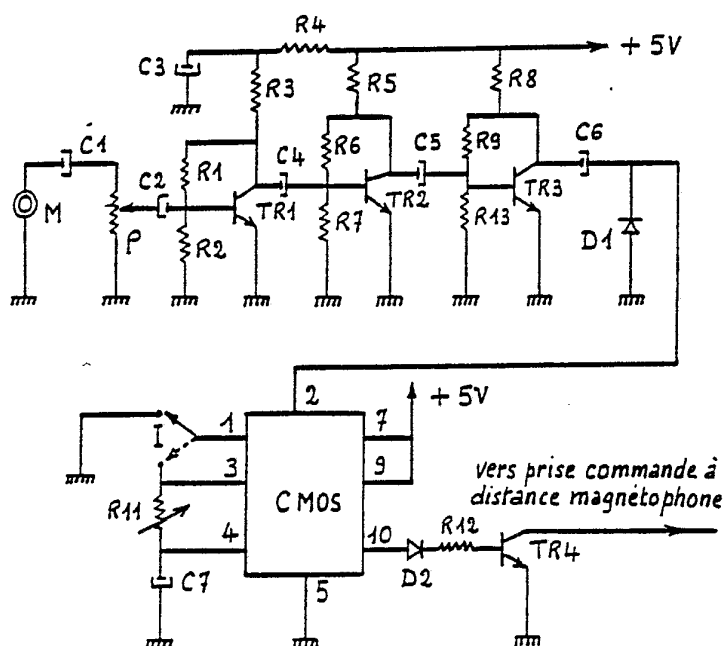 R4
+ 5V
C3
R3
R5
R8
C1
R1
C2
C4
R6
C5
R9
C6
M
P
TR1
R2
R7
TR2
R13
TR3
D1
2
+ 5V
1
I
7
3
9
R11
CMOS
vers prise commande à
distance magnétophone
4
10
R12
C7
D2
TR4
5